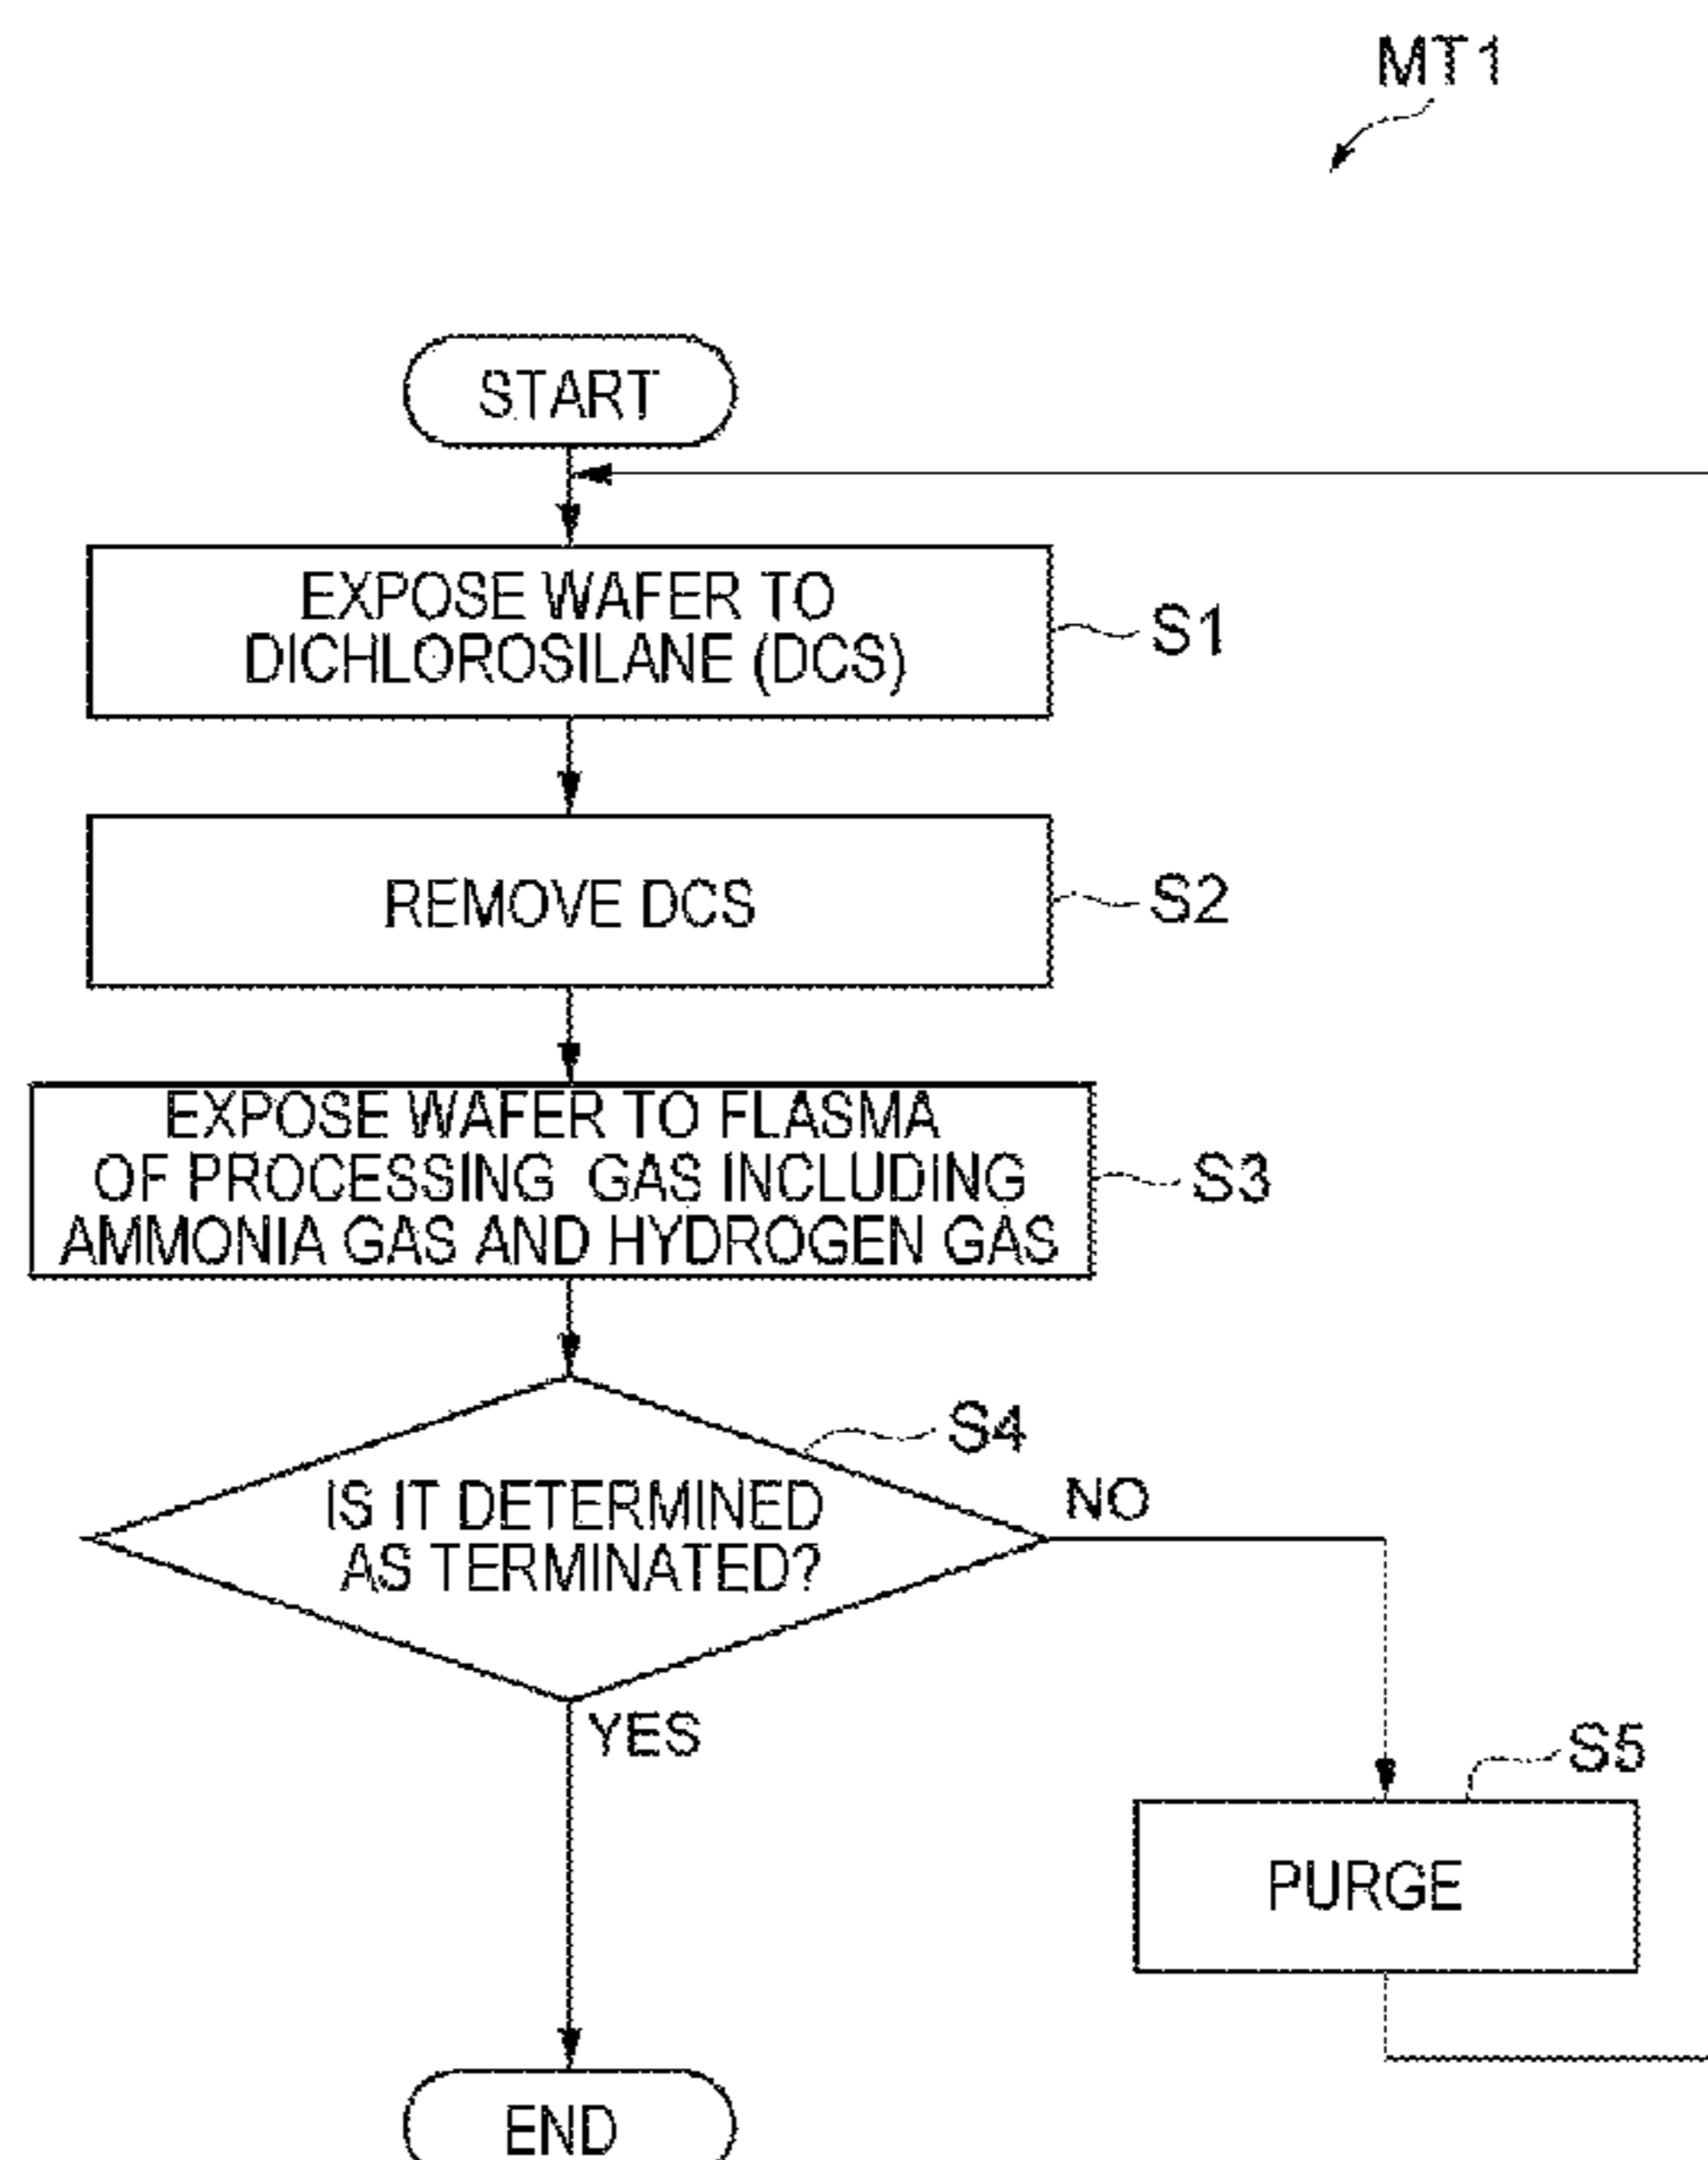 MT1
START
EXPOSE WAFER TO
DICHLOROSILANE (DCS)
S1
REMOVE DCS
S2
EXPOSE WAFER TO FLASMA
OF PROCESSING GAS INCLUDING
AMMONIA GAS AND HYDROGEN GAS
S3
S4
IS IT DETERMINED
AS TERMINATED?
NO
YES
S5
PURGE
END